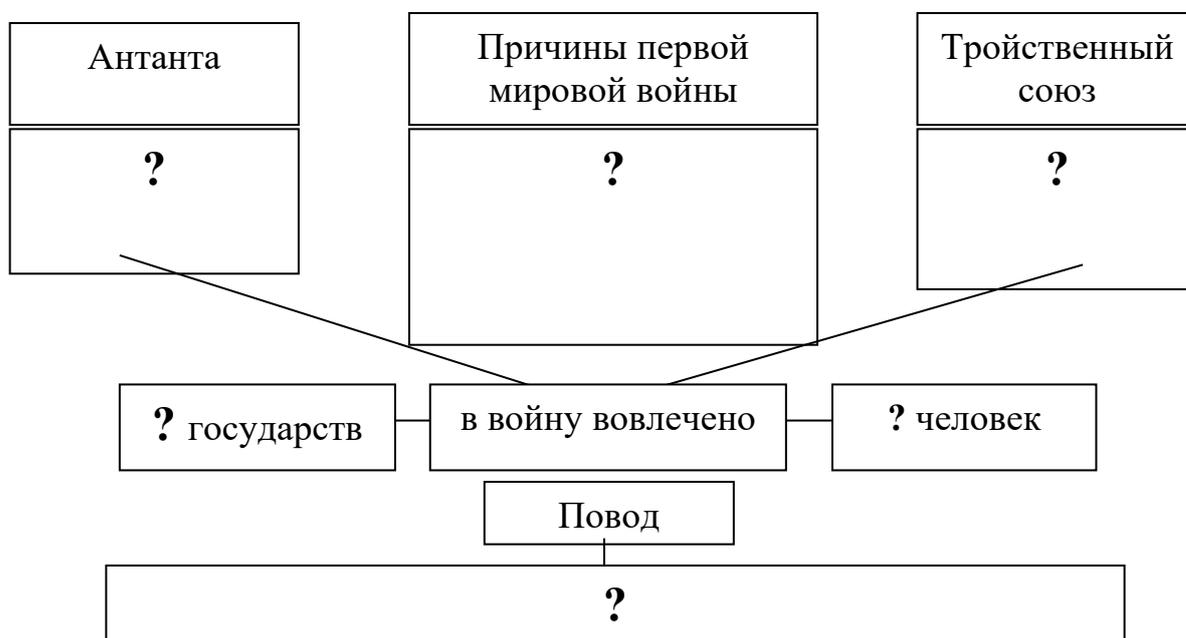 Антанта
Причины первой
мировой войны
Тройственный
союз
?
?
?
? государств
в войну вовлечено
? человек
Повод
?